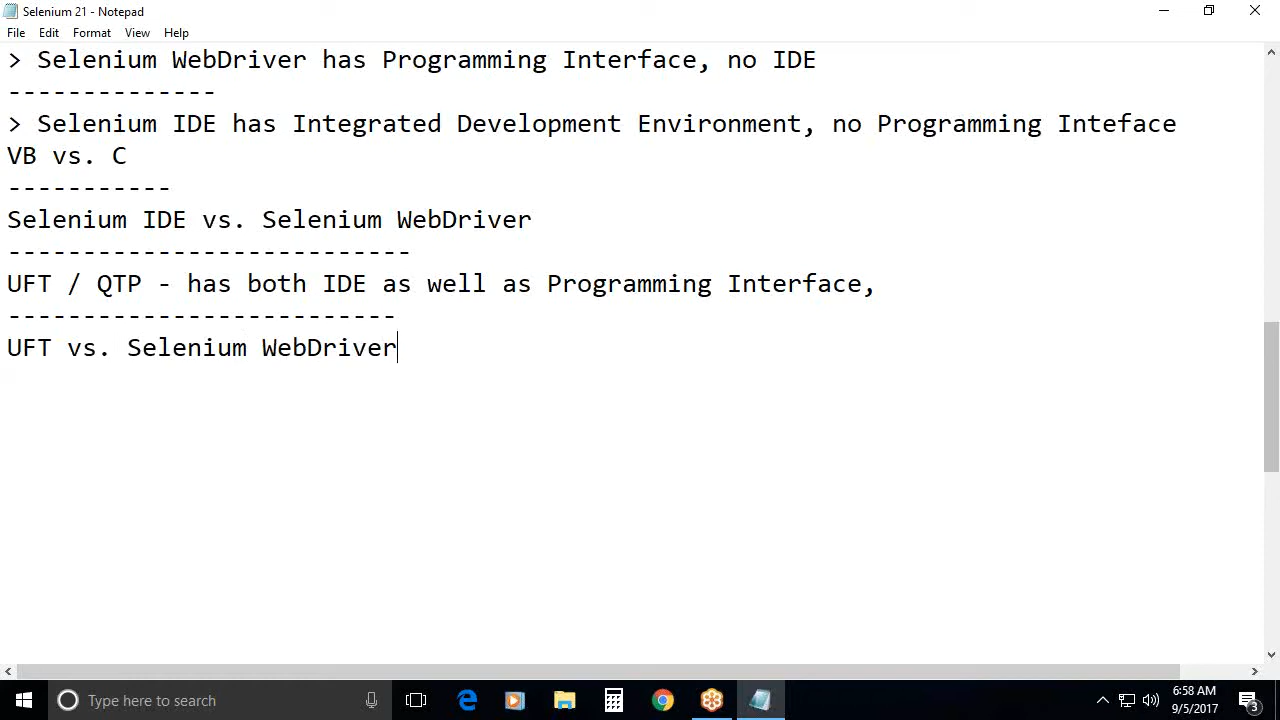 Selenium 21 - Notepad
File Edit Format View Help
> Selenium WebDriver has Programming Interface, no IDE
--------------
> Selenium IDE has Integrated Development Environment, no Programming Inteface
VB vs. C
-----------
Selenium IDE vs. Selenium WebDriver
---------------------------
UFT / QTP - has both IDE as well as Programming Interface,
--------------------------
UFT vs. Selenium WebDriver
Type here to search
6:58 AM
9/5/2017
3